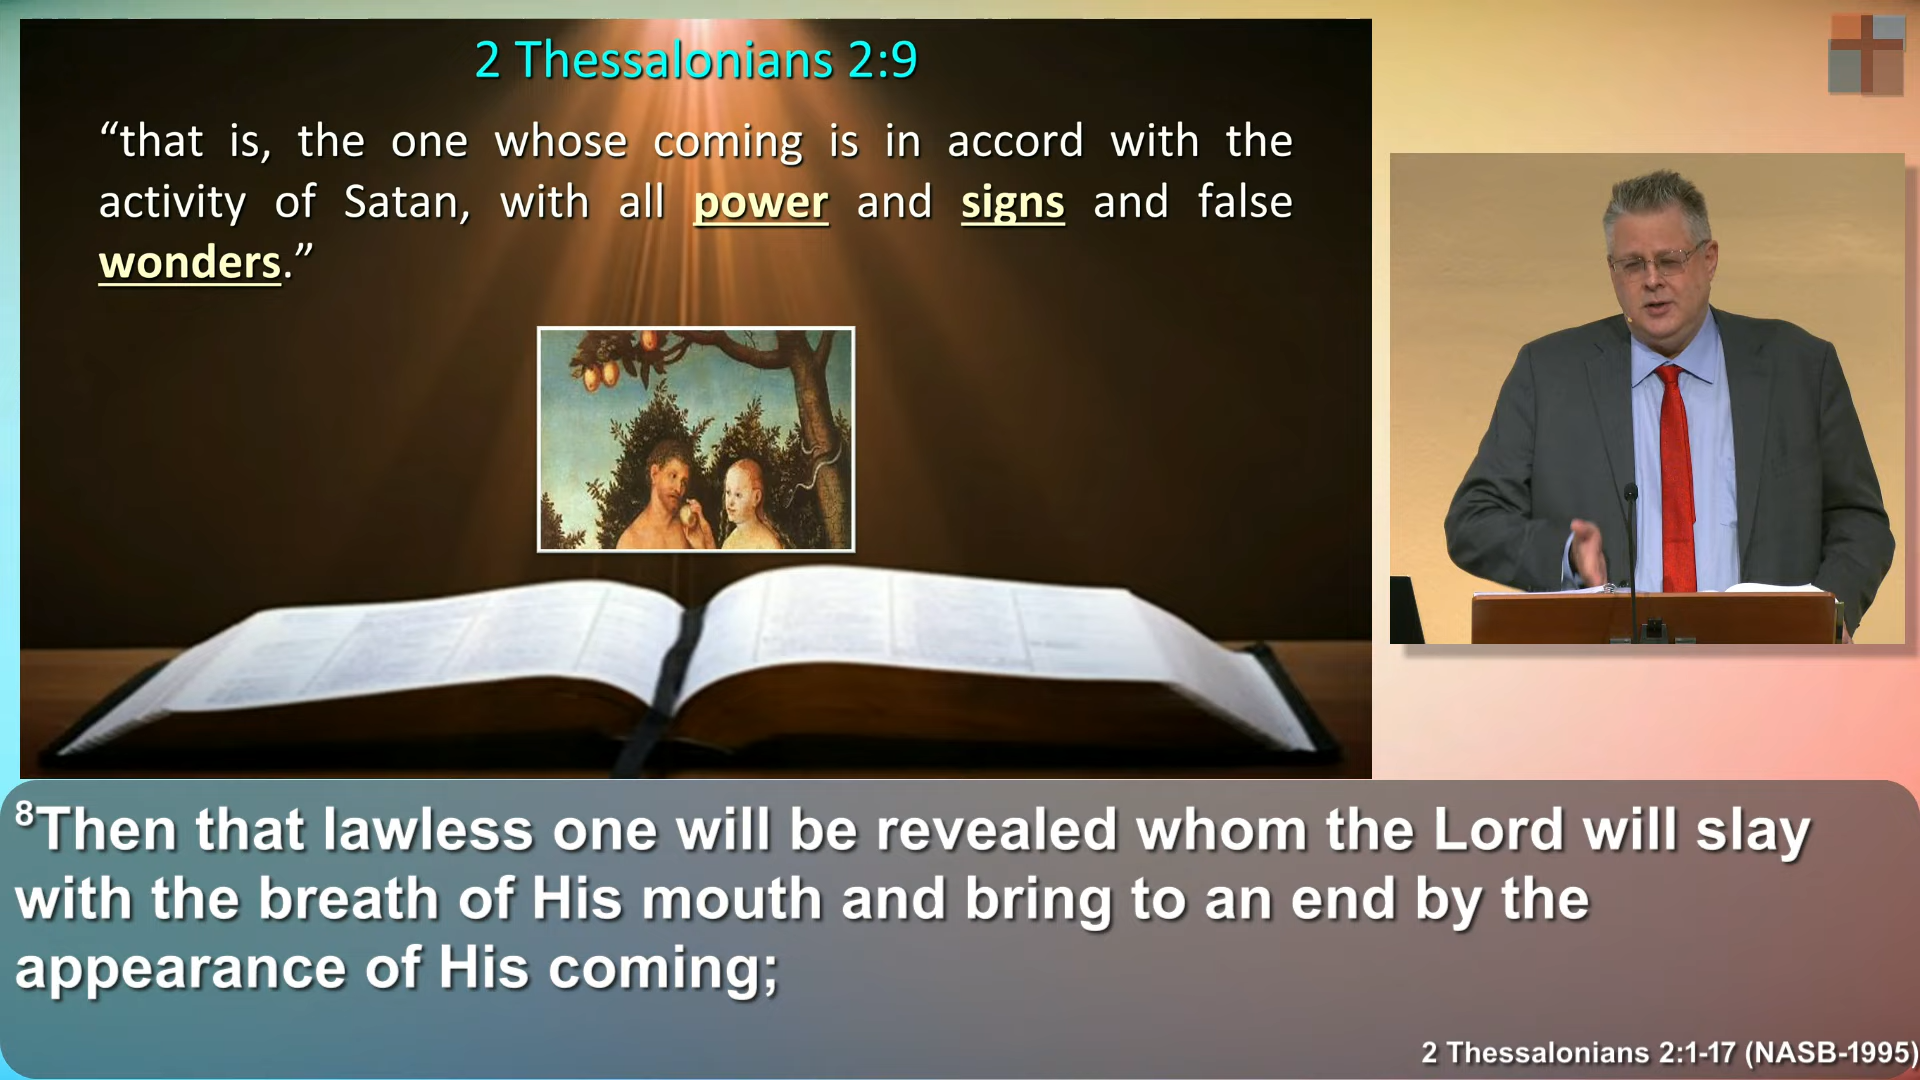 2 Thessalonians 2:9
“that is, the one whose coming is in accord with the
activity of Satan, with all power and signs and false
wonders.”
8Then that lawless one will be revealed whom the Lord will slay
with the breath of His mouth and bring to an end by the
appearance of His coming;
2 Thessalonians 2:1-17 (NASB-1995)